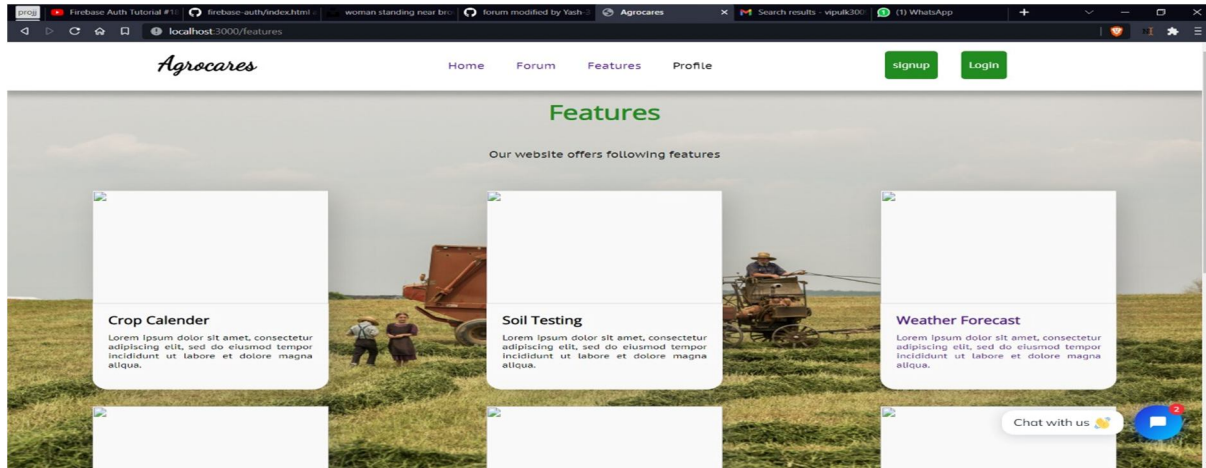 projj
Firebase Auth Tutorial #18
firebase-auth/index.html
woman standing near bro
forum modified by Yash-
Agrocares
Search results - vipulk300
(1) WhatsApp
localhost:3000/features
Agrocares
Home
Forum
Features
Profile
signup
Login
Features
Our website offers following features
Crop Calender
Lorem ipsum dolor sit amet, consectetur
adipiscing elit, sed do eiusmod tempor
incididunt ut labore et dolore magna
aliqua.
Soil Testing
Lorem ipsum dolor sit amet, consectetur
adipiscing elit, sed do eiusmod tempor
incididunt ut labore et dolore magna
aliqua.
Weather Forecast
Lorem ipsum dolor sit amet, consectetur
adipiscing elit, sed do eiusmod tempor
incididunt ut labore et dolore magna
aliqua.
Chat with us 👋
2